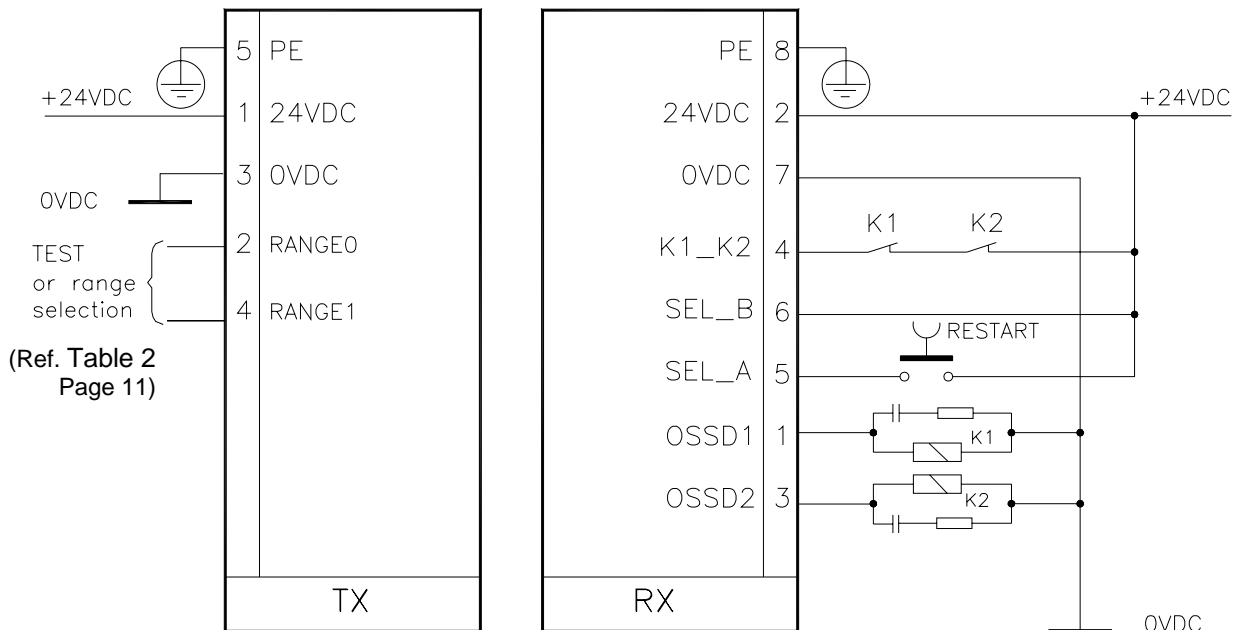 5 PE
+24VDC
1 24VDC
3 0VDC
0VDC
2 RANGE0
TEST
or range
selection
4 RANGE1
(Ref. Table 2
Page 11)
TX
PE 8
+24VDC
24VDC 2
0VDC 7
K1 K2
K1_K2 4
SEL_B 6
RESTART
SEL_A 5
OSSD1 1
K1
OSSD2 3
K2
RX
0VDC